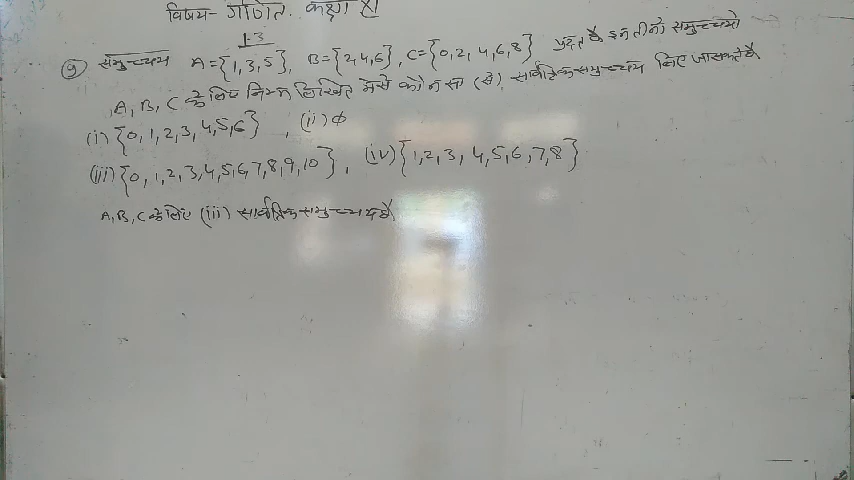 विषय- गणित. कक्षा XI
1.3
(9) समुच्चय A={1,3,5}, B={2,4,6}, C={0,2,4,6,8} प्रदत्त है इन तीनो समुच्चयो
A, B, C के लिए निम्न लिखित मेसे कौन सा (से) सार्वत्रिक समुच्चय लिए जा सकते है
(i) {0,1,2,3,4,5,6} , (ii) ϕ
(iii) {0,1,2,3,4,5,6,7,8,9,10} , (iv) {1,2,3,4,5,6,7,8}
A,B,C के लिए (iii) सार्वत्रिक समुच्चय है